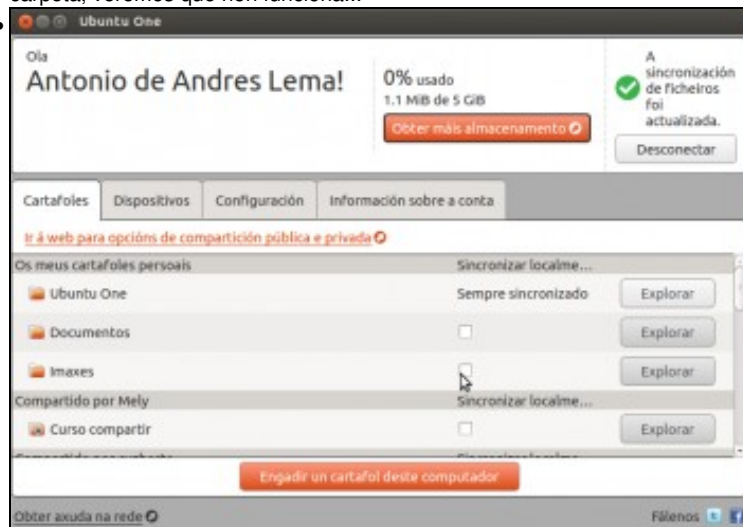 carpeta, veremos que non funciona...
Ubuntu One
Ola
Antonio de Andres Lema!
0% usado
1.1 MiB de 5 GiB
Obter máis almacenamento
A
sincronización
de ficheiros
foi
actualizada.
Desconectar
Cartafoles Dispositivos Configuración Información sobre a conta
Ir á web para opcións de compartición pública e privada
Os meus cartafoles persoais Sincronizar localme...
Ubuntu One Sempre sincronizado Explorar
Documentos Explorar
Imaxes Explorar
Compartido por Mely Sincronizar localme...
Curso compartir Explorar
Engadir un cartafol deste computador
Obter axuda na rede Fálenos